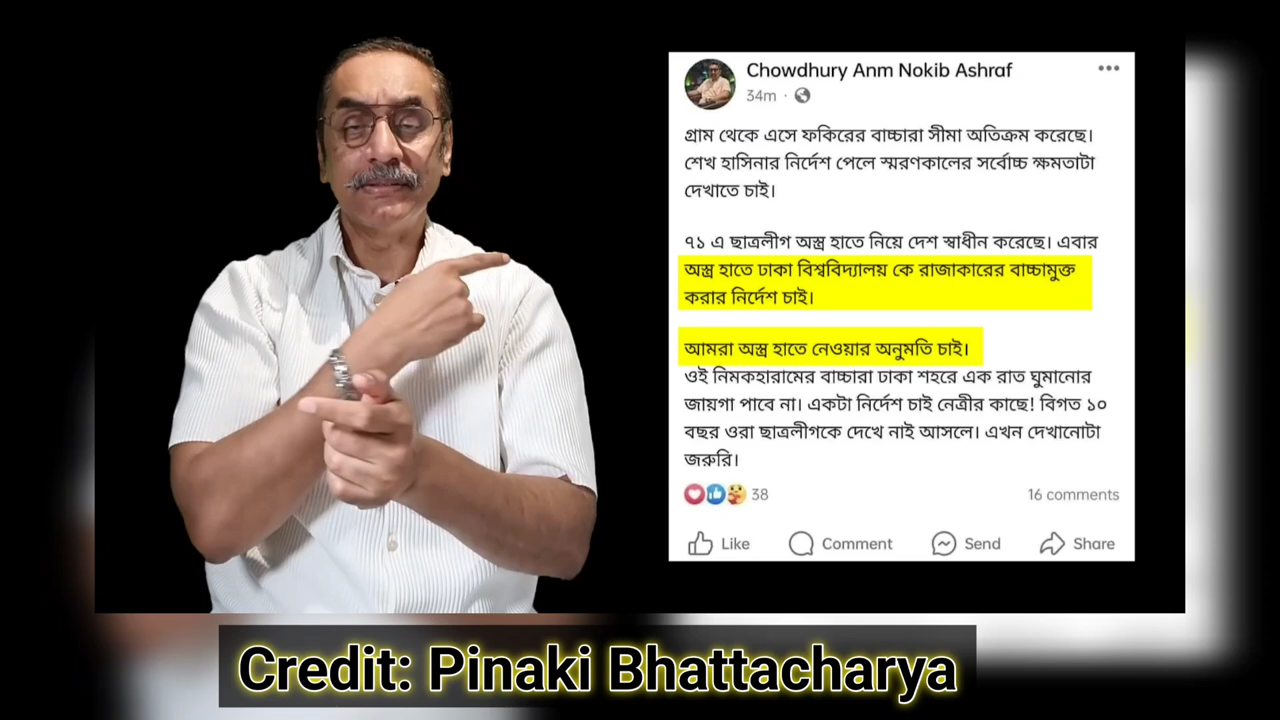 Chowdhury Anm Nokib Ashraf
34m ·
গ্রাম থেকে এসে ফকিরের বাচ্চারা সীমা অতিক্রম করেছে।
শেখ হাসিনার নির্দেশ পেলে স্মরণকালের সর্বোচ্চ ক্ষমতাটা
দেখাতে চাই।
৭১ এ ছাত্রলীগ অস্ত্র হাতে নিয়ে দেশ স্বাধীন করেছে। এবার
অস্ত্র হাতে ঢাকা বিশ্ববিদ্যালয় কে রাজাকারের বাচ্চামুক্ত
করার নির্দেশ চাই।
আমরা অস্ত্র হাতে নেওয়ার অনুমতি চাই।
ওই নিমকহারামের বাচ্চারা ঢাকা শহরে এক রাত ঘুমানোর
জায়গা পাবে না। একটা নির্দেশ চাই নেত্রীর কাছে! বিগত ১০
বছর ওরা ছাত্রলীগকে দেখে নাই আসলে। এখন দেখানোটা
জরুরি।
38 16 comments
Like Comment Send Share
Credit: Pinaki Bhattacharya